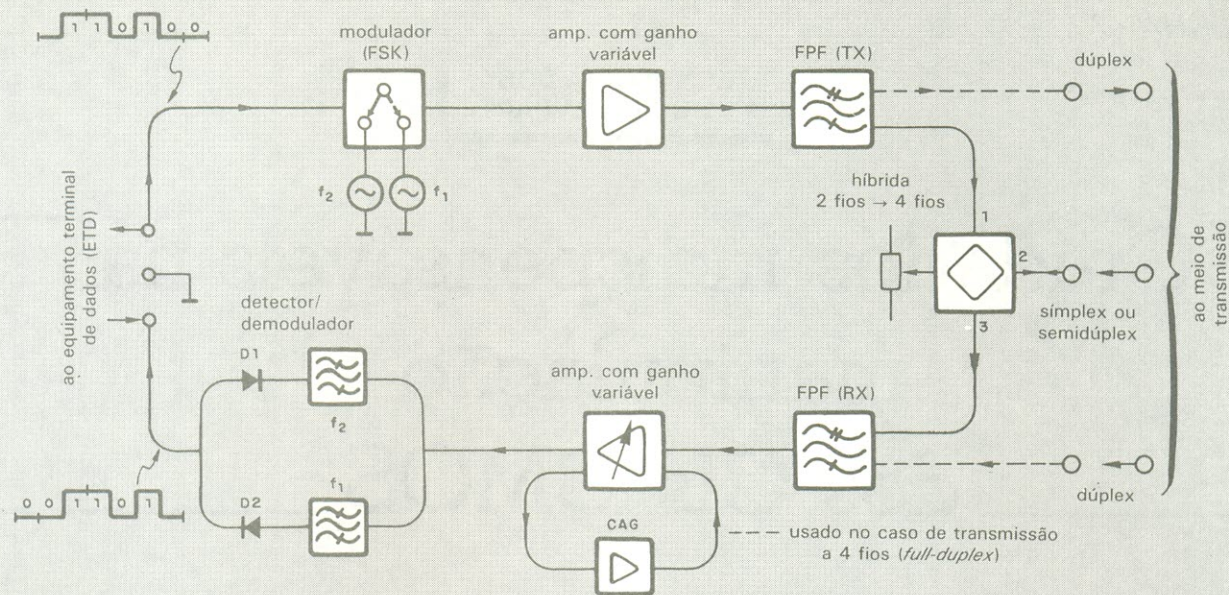 1 1 0 1 0 0
modulador
(FSK)
f2
f1
amp. com ganho
variável
FPF (TX)
dúplex
híbrida
2 fios → 4 fios
1
2
3
símplex ou
semidúplex
ao meio de
transmissão
ao equipamento terminal
de dados (ETD)
detector/
demodulador
D1
f2
D2
f1
0 0 1 1 0 1
amp. com ganho
variável
CAG
FPF (RX)
dúplex
usado no caso de transmissão
a 4 fios (full-duplex)